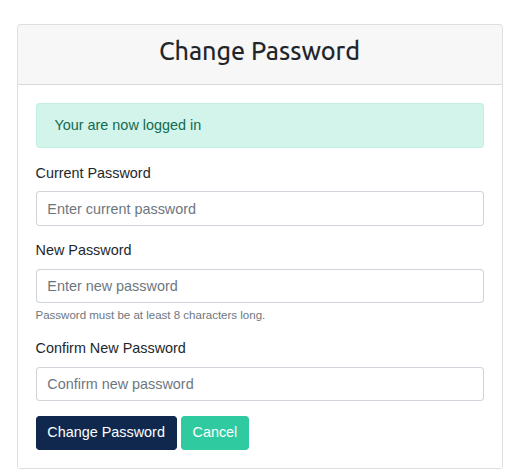 Change Password
Your are now logged in
Current Password
Enter current password
New Password
Enter new password
Password must be at least 8 characters long.
Confirm New Password
Confirm new password
Change Password Cancel